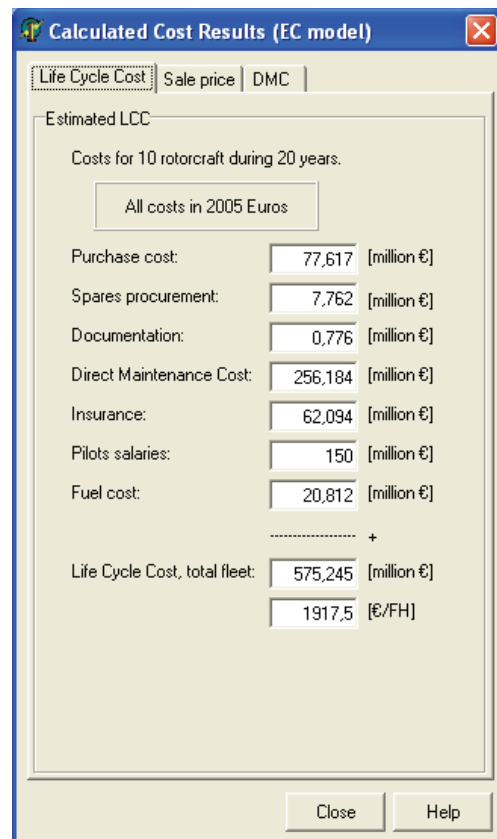 Calculated Cost Results (EC model)
Life Cycle Cost Sale price DMC
Estimated LCC
Costs for 10 rotorcraft during 20 years.
All costs in 2005 Euros
Purchase cost: 77,617 [million €]
Spares procurement: 7,762 [million €]
Documentation: 0,776 [million €]
Direct Maintenance Cost: 256,184 [million €]
Insurance: 62,094 [million €]
Pilots salaries: 150 [million €]
Fuel cost: 20,812 [million €]
------------------- +
Life Cycle Cost, total fleet: 575,245 [million €]
1917,5 [€/FH]
Close Help